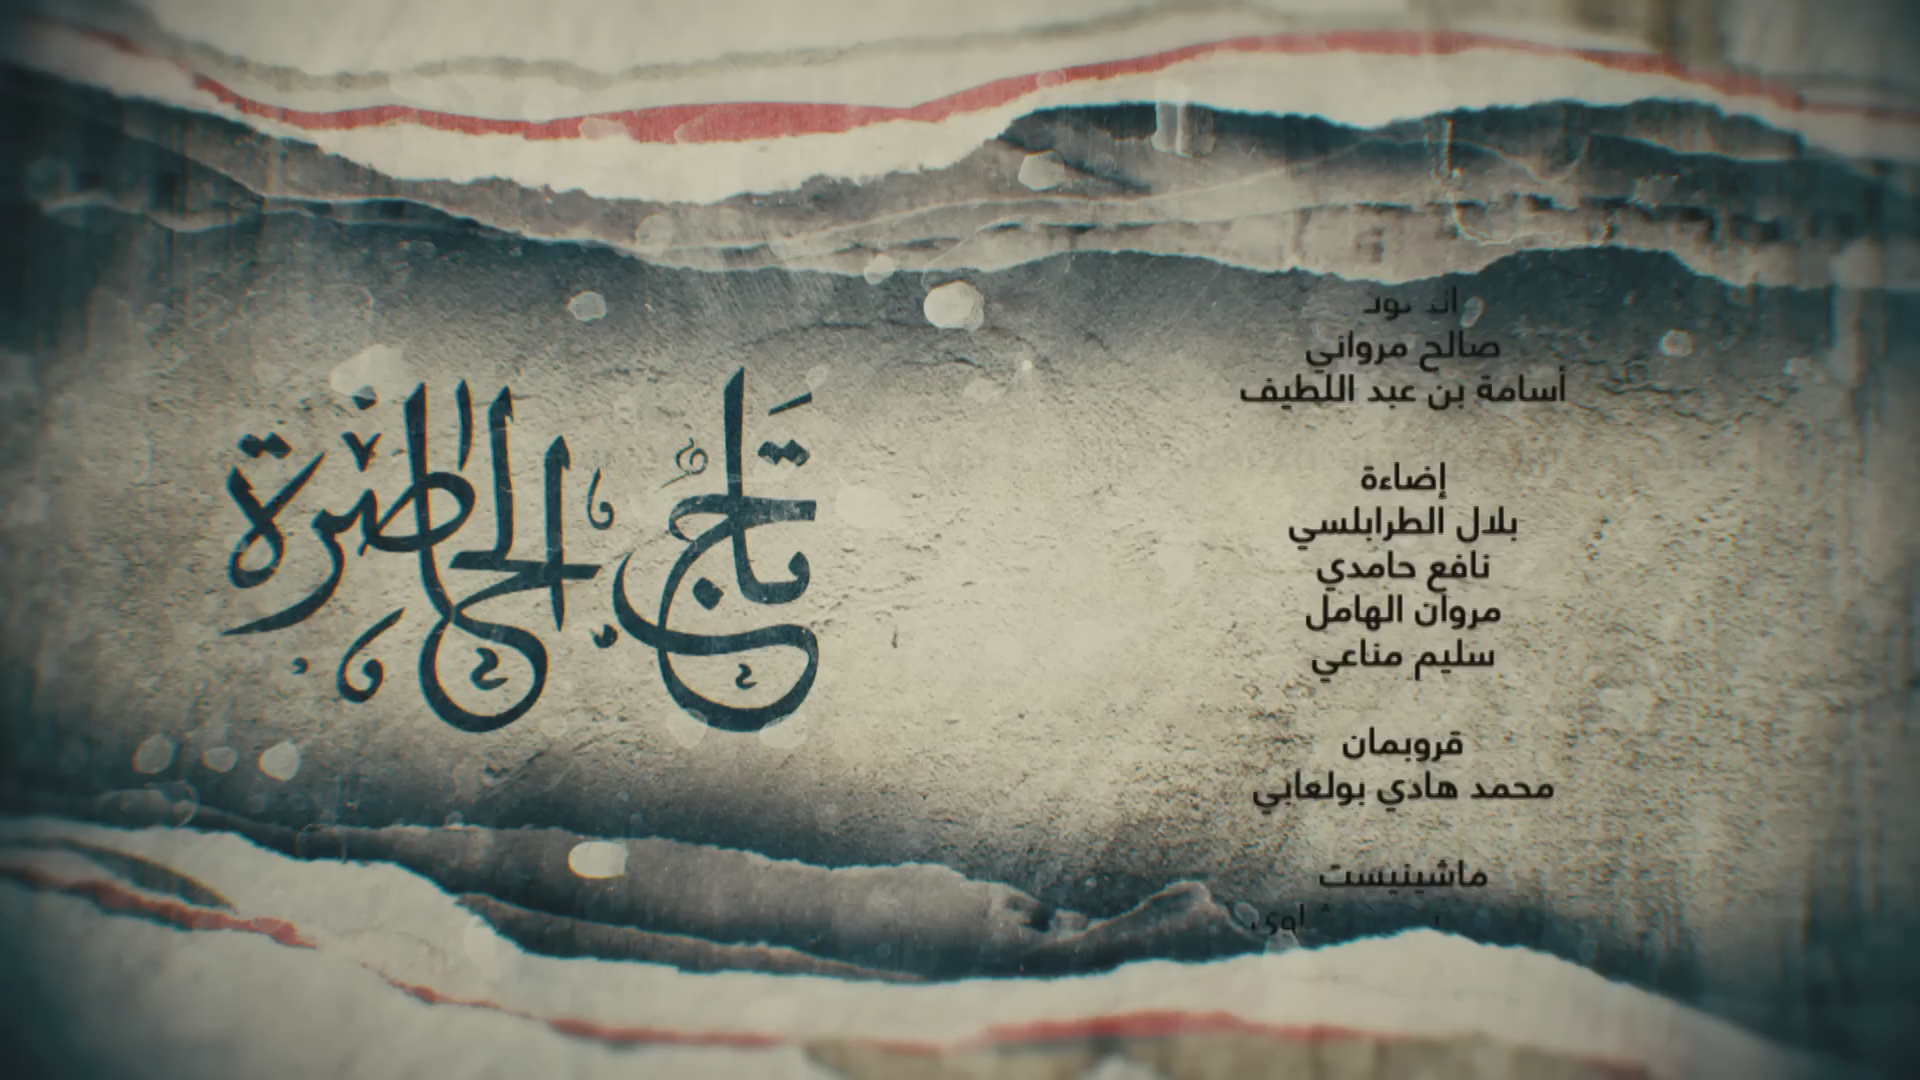 تاج الحاضرة
صالح مرواني
أسامة بن عبد اللطيف
إضاءة
بلال الطرابلسي
نافع حامدي
مروان الهامل
سليم مناعي
قروبمان
محمد هادي بولعابي
ماشينيست